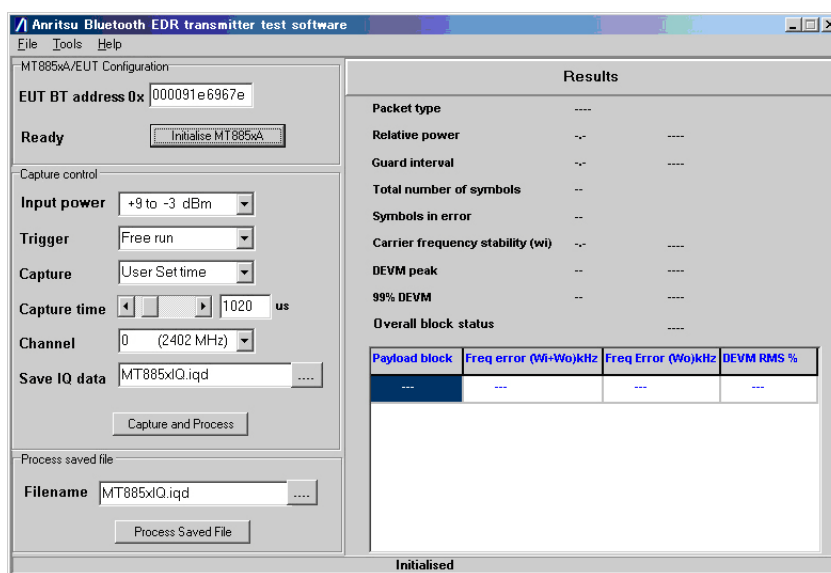 Anritsu Bluetooth EDR transmitter test software
File Tools Help
MT885xA/EUT Configuration
EUT BT address 0x 000091e6967e
Ready Initialise MT885xA
Capture control
Input power +9 to -3 dBm
Trigger Free run
Capture User Set time
Capture time 1020 us
Channel 0 (2402 MHz)
Save IQ data MT885xIQ.iqd ....
Capture and Process
Process saved file
Filename MT885xIQ.iqd ....
Process Saved File
Results
Packet type ----
Relative power -.- ----
Guard interval -.- ----
Total number of symbols --
Symbols in error --
Carrier frequency stability (wi) -.- ----
DEVM peak -- ----
99% DEVM -- ----
Overall block status ----
Payload block Freq error (Wi+Wo)kHz Freq Error (Wo)kHz DEVM RMS %
--- --- --- ---
Initialised